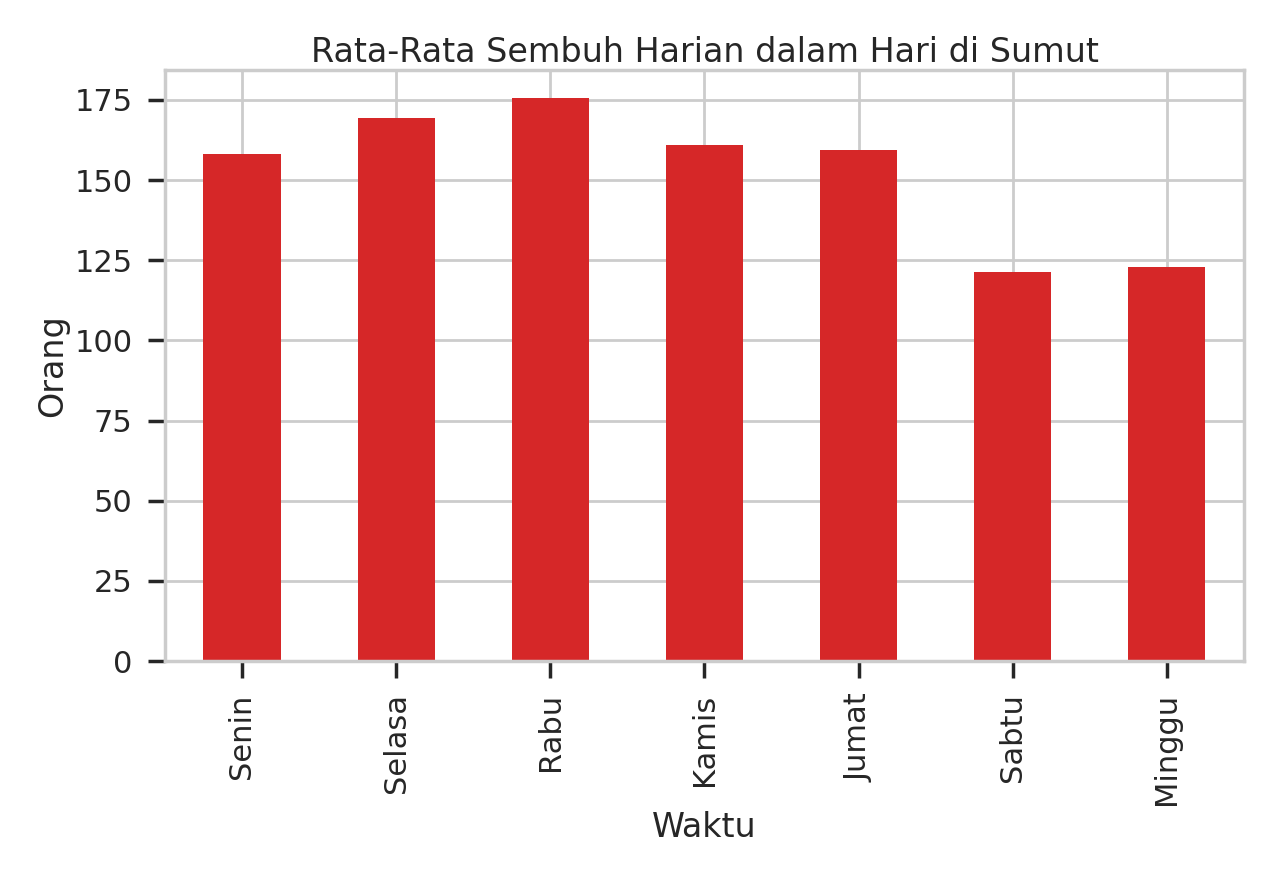 Rata-Rata Sembuh Harian dalam Hari di Sumut
175
150
125
100
75
50
25
0
Orang
Senin
Selasa
Rabu
Kamis
Jumat
Sabtu
Minggu
Waktu